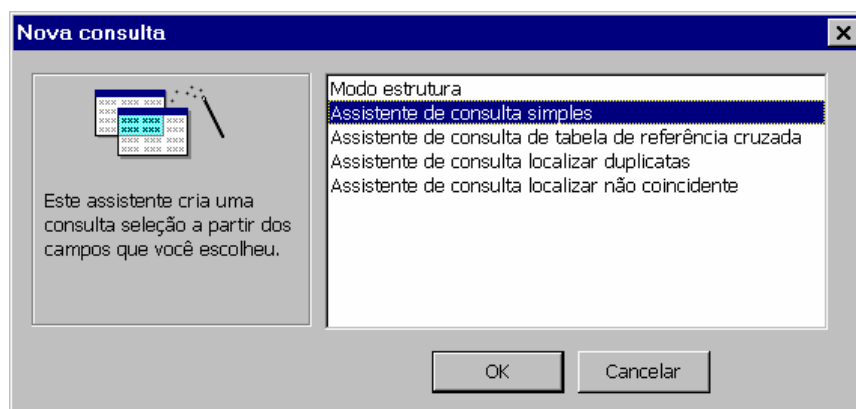 Nova consulta
Modo estrutura
Assistente de consulta simples
Assistente de consulta de tabela de referência cruzada
Assistente de consulta localizar duplicatas
Assistente de consulta localizar não coincidente
Este assistente cria uma
consulta seleção a partir dos
campos que você escolheu.
OK
Cancelar